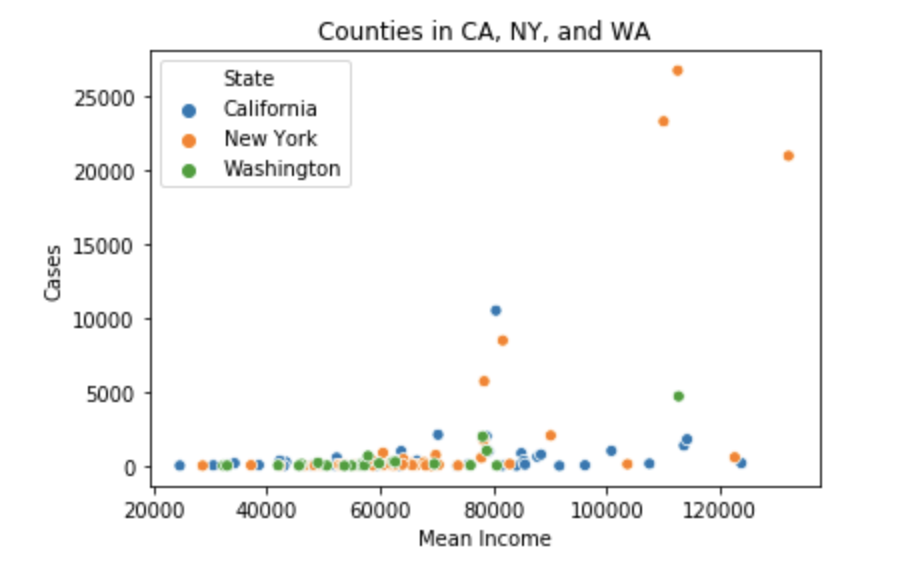 Counties in CA, NY, and WA
State
California
New York
Washington
25000
20000
15000
10000
5000
0
Cases
20000 40000 60000 80000 100000 120000
Mean Income